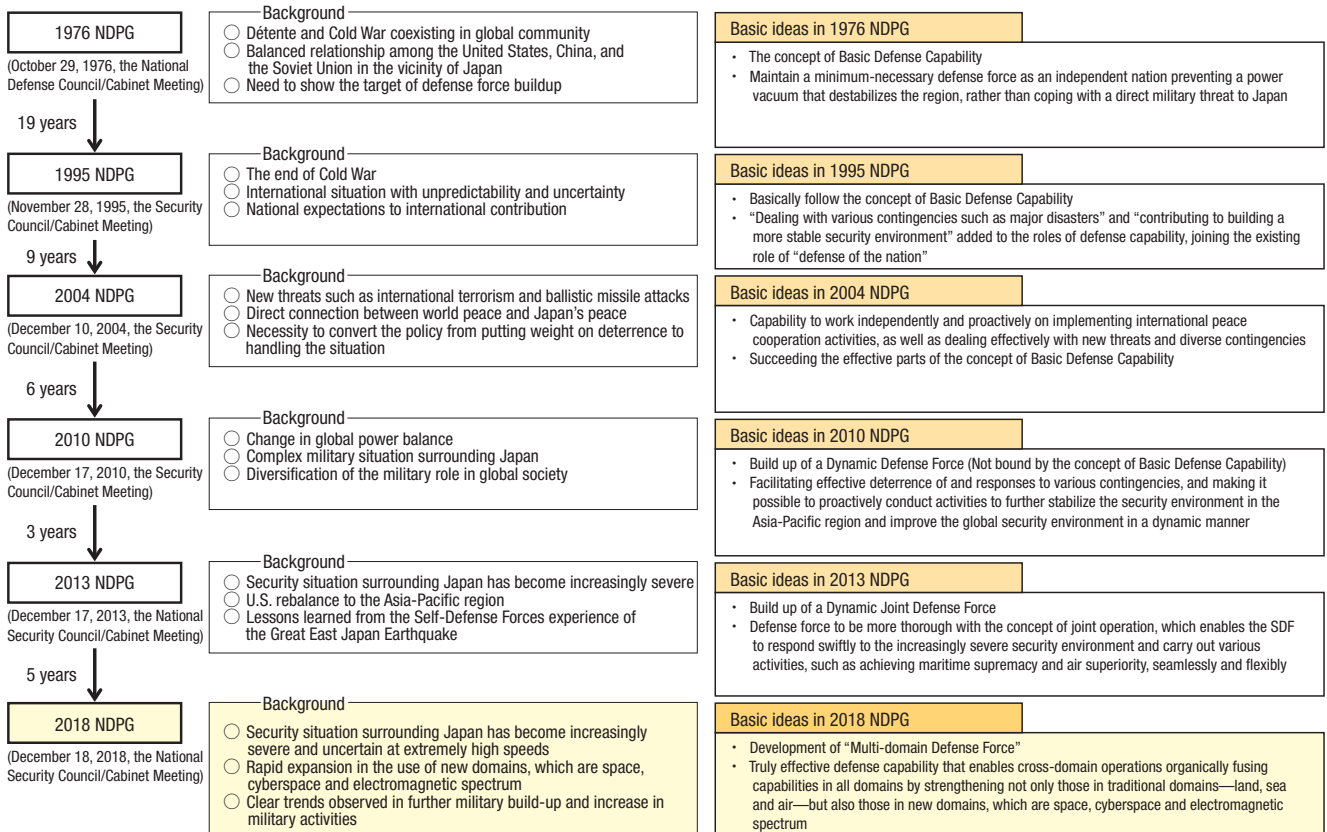 1976 NDPG
(October 29, 1976, the National
Defense Council/Cabinet Meeting)
Background
○ Détente and Cold War coexisting in global community
○ Balanced relationship among the United States, China, and
the Soviet Union in the vicinity of Japan
○ Need to show the target of defense force buildup
Basic ideas in 1976 NDPG
・ The concept of Basic Defense Capability
・ Maintain a minimum-necessary defense force as an independent nation preventing a power
vacuum that destabilizes the region, rather than coping with a direct military threat to Japan
19 years
1995 NDPG
(November 28, 1995, the Security
Council/Cabinet Meeting)
Background
○ The end of Cold War
○ International situation with unpredictability and uncertainty
○ National expectations to international contribution
Basic ideas in 1995 NDPG
・ Basically follow the concept of Basic Defense Capability
・ “Dealing with various contingencies such as major disasters” and “contributing to building a
more stable security environment” added to the roles of defense capability, joining the existing
role of “defense of the nation”
9 years
2004 NDPG
(December 10, 2004, the Security
Council/Cabinet Meeting)
Background
○ New threats such as international terrorism and ballistic missile attacks
○ Direct connection between world peace and Japan’s peace
○ Necessity to convert the policy from putting weight on deterrence to
handling the situation
Basic ideas in 2004 NDPG
・ Capability to work independently and proactively on implementing international peace
cooperation activities, as well as dealing effectively with new threats and diverse contingencies
・ Succeeding the effective parts of the concept of Basic Defense Capability
6 years
2010 NDPG
(December 17, 2010, the Security
Council/Cabinet Meeting)
Background
○ Change in global power balance
○ Complex military situation surrounding Japan
○ Diversification of the military role in global society
Basic ideas in 2010 NDPG
・ Build up of a Dynamic Defense Force (Not bound by the concept of Basic Defense Capability)
・ Facilitating effective deterrence of and responses to various contingencies, and making it
possible to proactively conduct activities to further stabilize the security environment in the
Asia-Pacific region and improve the global security environment in a dynamic manner
3 years
2013 NDPG
(December 17, 2013, the National
Security Council/Cabinet Meeting)
Background
○ Security situation surrounding Japan has become increasingly severe
○ U.S. rebalance to the Asia-Pacific region
○ Lessons learned from the Self-Defense Forces experience of
the Great East Japan Earthquake
Basic ideas in 2013 NDPG
・ Build up of a Dynamic Joint Defense Force
・ Defense force to be more thorough with the concept of joint operation, which enables the SDF
to respond swiftly to the increasingly severe security environment and carry out various
activities, such as achieving maritime supremacy and air superiority, seamlessly and flexibly
5 years
2018 NDPG
(December 18, 2018, the National
Security Council/Cabinet Meeting)
Background
○ Security situation surrounding Japan has become increasingly
severe and uncertain at extremely high speeds
○ Rapid expansion in the use of new domains, which are space,
cyberspace and electromagnetic spectrum
○ Clear trends observed in further military build-up and increase in
military activities
Basic ideas in 2018 NDPG
・ Development of “Multi-domain Defense Force”
・ Truly effective defense capability that enables cross-domain operations organically fusing
capabilities in all domains by strengthening not only those in traditional domains—land, sea
and air—but also those in new domains, which are space, cyberspace and electromagnetic
spectrum